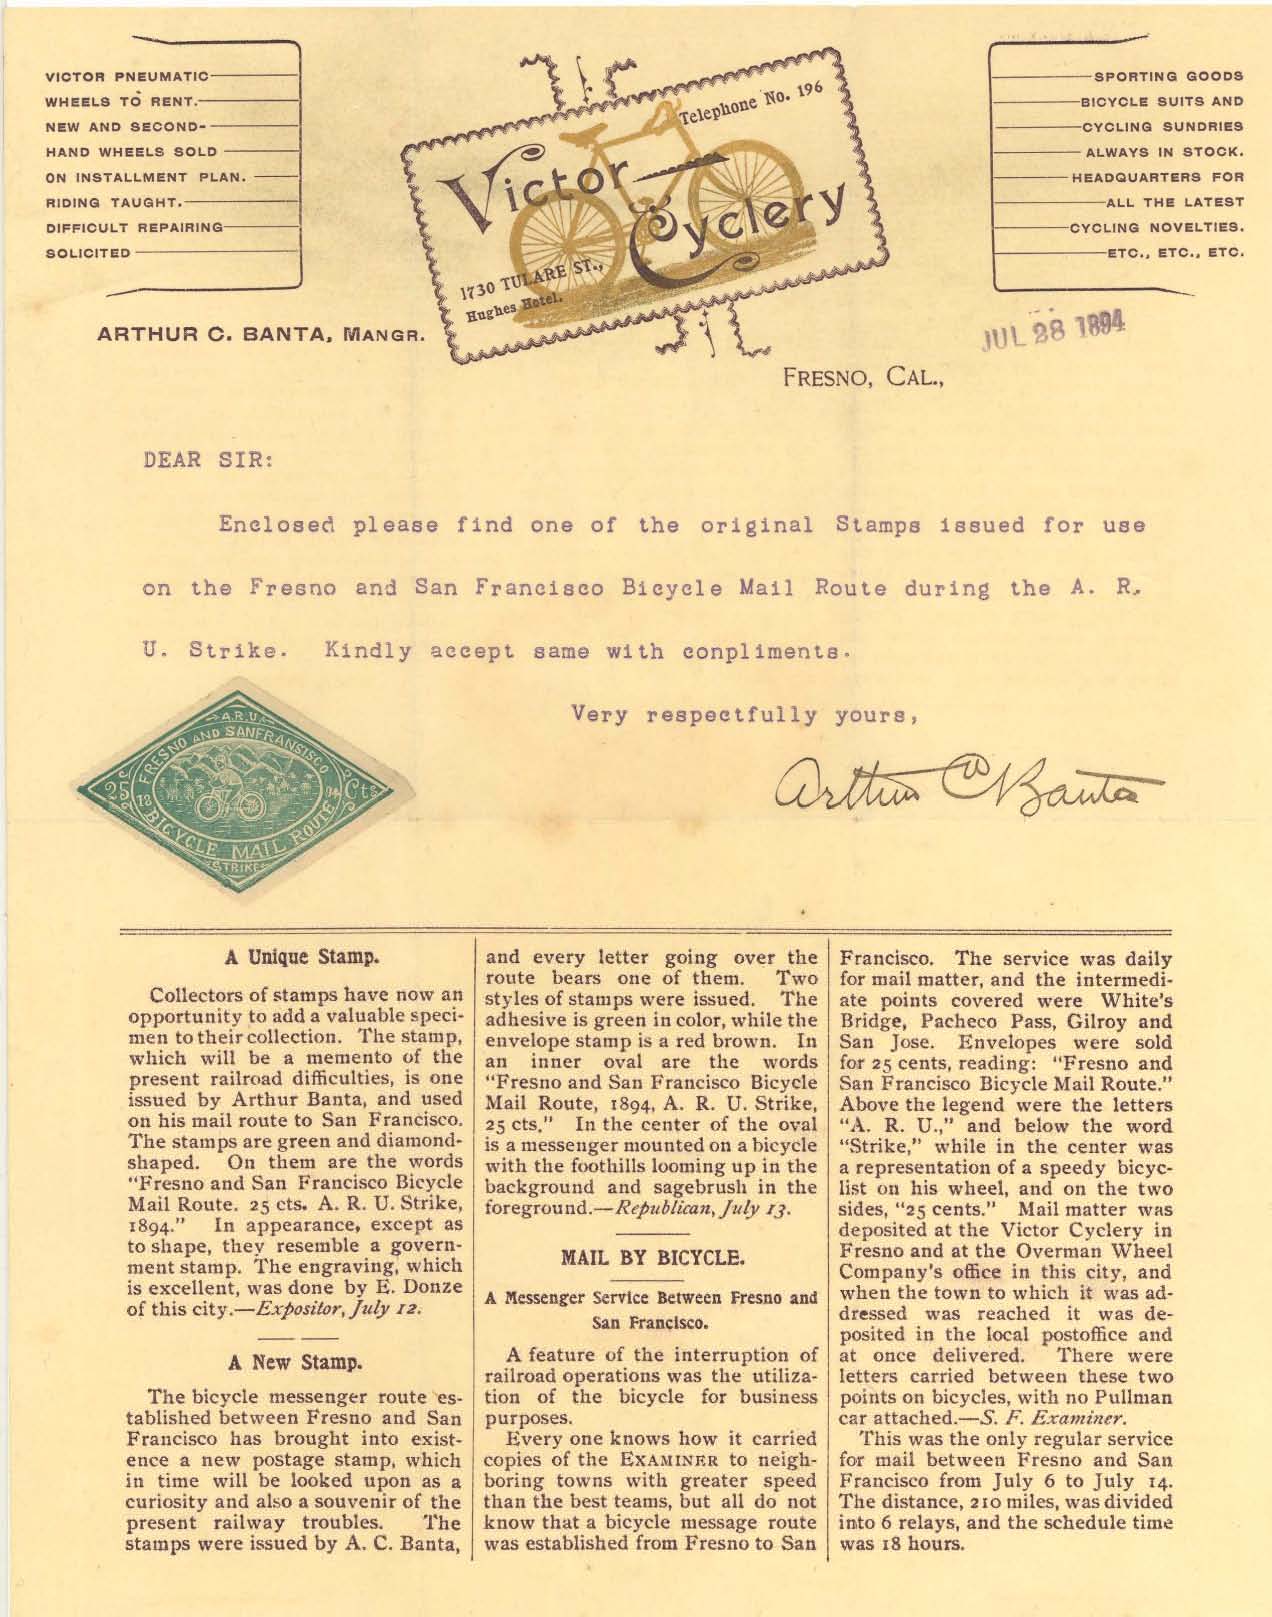 VICTOR PNEUMATIC
WHEELS TO RENT.
NEW AND SECOND-
HAND WHEELS SOLD
ON INSTALLMENT PLAN.
RIDING TAUGHT.
DIFFICULT REPAIRING
SOLICITED
Telephone No. 196
Victor
Cyclery
1730 TULARE ST.,
Hughes Hotel.
SPORTING GOODS
BICYCLE SUITS AND
CYCLING SUNDRIES
ALWAYS IN STOCK.
HEADQUARTERS FOR
ALL THE LATEST
CYCLING NOVELTIES.
ETC., ETC., ETC.
ARTHUR C. BANTA, MANGR.
JUL 28 1894
FRESNO, CAL.,
DEAR SIR:
Enclosed please find one of the original Stamps issued for use
on the Fresno and San Francisco Bicycle Mail Route during the A. R.
U. Strike. Kindly accept same with conpliments.
Very respectfully yours,
Arthur C Banta
A.R.U.
FRESNO AND SANFRANSISCO
25 Cts
18 94
BICYCLE MAIL ROUTE
STRIKE
A Unique Stamp.
Collectors of stamps have now an
opportunity to add a valuable speci-
men to their collection. The stamp,
which will be a memento of the
present railroad difficulties, is one
issued by Arthur Banta, and used
on his mail route to San Francisco.
The stamps are green and diamond-
shaped. On them are the words
"Fresno and San Francisco Bicycle
Mail Route. 25 cts. A. R. U. Strike,
1894." In appearance, except as
to shape, they resemble a govern-
ment stamp. The engraving, which
is excellent, was done by E. Donze
of this city.—Expositor, July 12.
A New Stamp.
The bicycle messenger route es-
tablished between Fresno and San
Francisco has brought into exist-
ence a new postage stamp, which
in time will be looked upon as a
curiosity and also a souvenir of the
present railway troubles. The
stamps were issued by A. C. Banta,
and every letter going over the
route bears one of them. Two
styles of stamps were issued. The
adhesive is green in color, while the
envelope stamp is a red brown. In
an inner oval are the words
"Fresno and San Francisco Bicycle
Mail Route, 1894, A. R. U. Strike,
25 cts." In the center of the oval
is a messenger mounted on a bicycle
with the foothills looming up in the
background and sagebrush in the
foreground.—Republican, July 13.
MAIL BY BICYCLE.
A Messenger Service Between Fresno and
San Francisco.
A feature of the interruption of
railroad operations was the utiliza-
tion of the bicycle for business
purposes.
Every one knows how it carried
copies of the EXAMINER to neigh-
boring towns with greater speed
than the best teams, but all do not
know that a bicycle message route
was established from Fresno to San
Francisco. The service was daily
for mail matter, and the intermedi-
ate points covered were White's
Bridge, Pacheco Pass, Gilroy and
San Jose. Envelopes were sold
for 25 cents, reading: "Fresno and
San Francisco Bicycle Mail Route."
Above the legend were the letters
"A. R. U.," and below the word
"Strike," while in the center was
a representation of a speedy bicyc-
list on his wheel, and on the two
sides, "25 cents." Mail matter was
deposited at the Victor Cyclery in
Fresno and at the Overman Wheel
Company's office in this city, and
when the town to which it was ad-
dressed was reached it was de-
posited in the local postoffice and
at once delivered. There were
letters carried between these two
points on bicycles, with no Pullman
car attached.—S. F. Examiner.
This was the only regular service
for mail between Fresno and San
Francisco from July 6 to July 14.
The distance, 210 miles, was divided
into 6 relays, and the schedule time
was 18 hours.